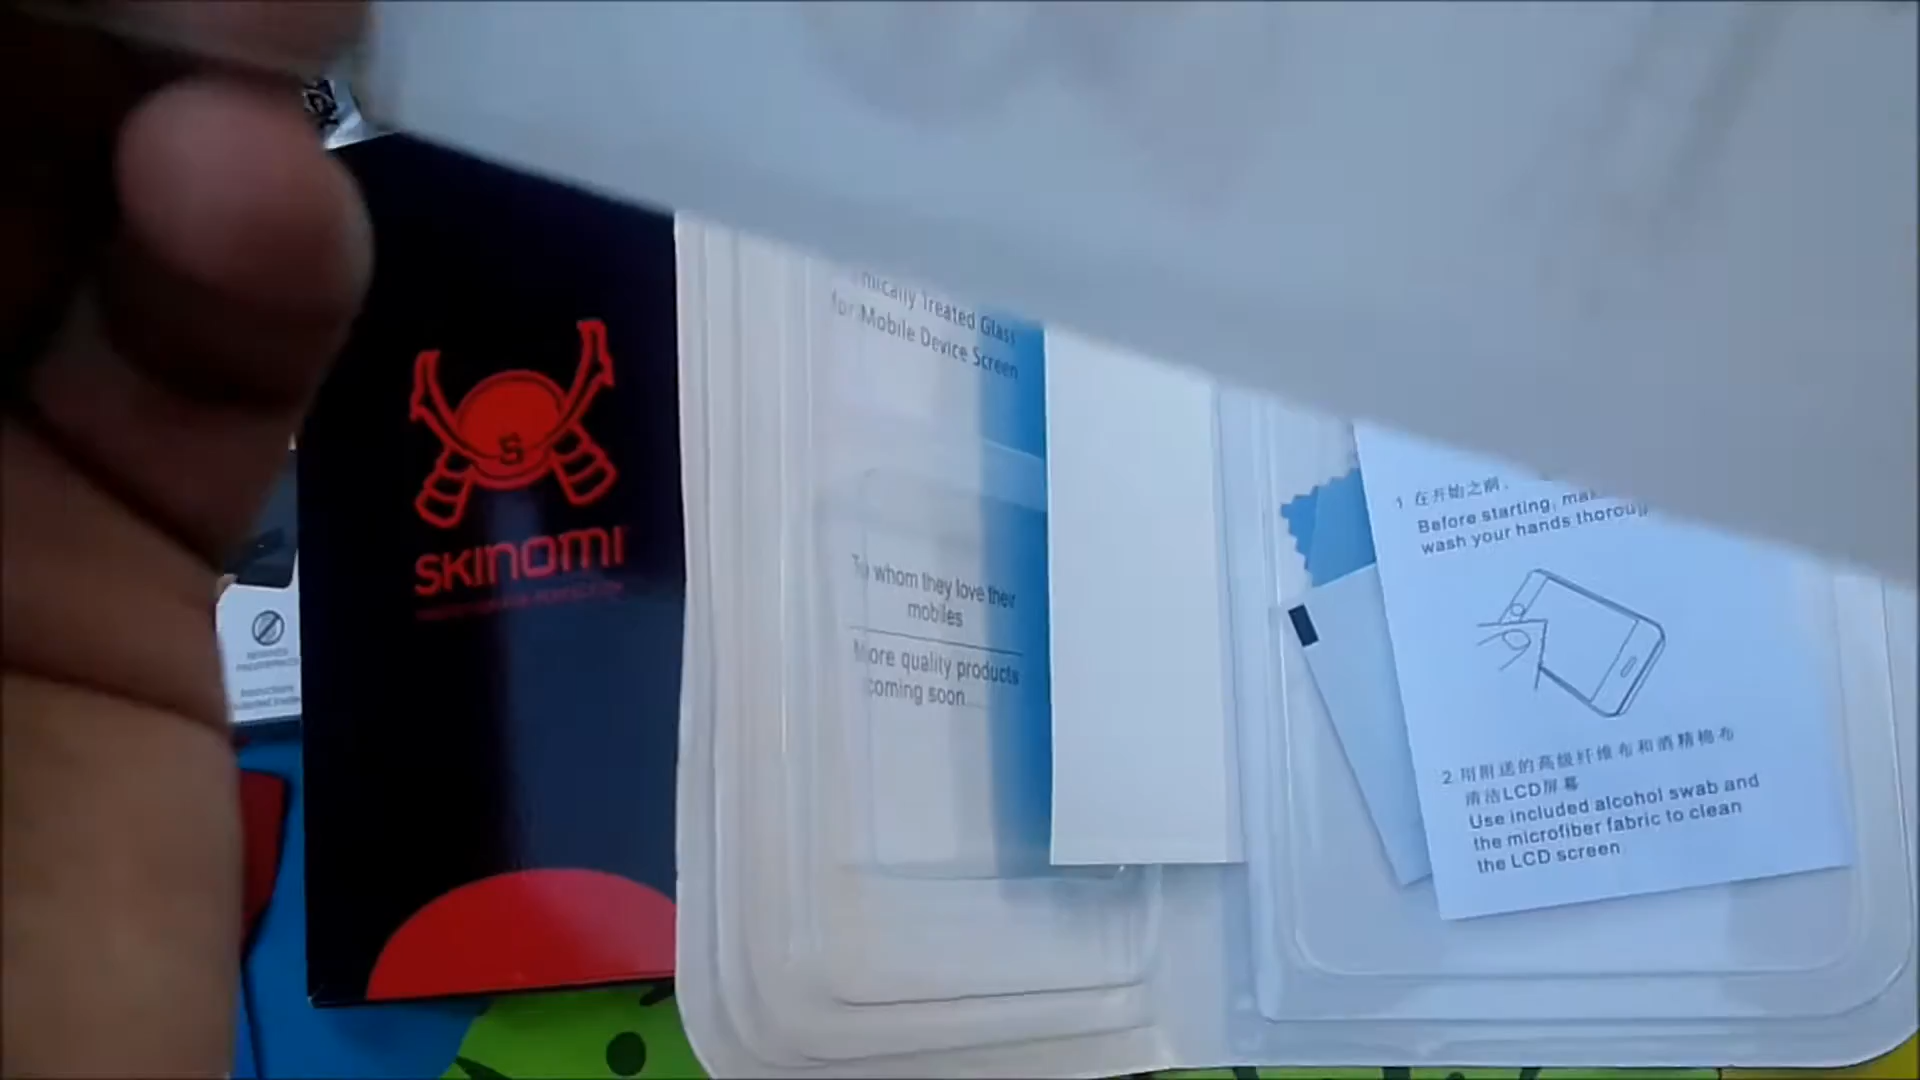 S
SKINOMI
mically Treated Glass
for Mobile Device Screen
To whom they love their
mobiles
More quality products
coming soon......
1 在开始之前,
Before starting,
wash your hands
2 用附送的高级纤维布和酒精棉布
清洁LCD屏幕
Use included alcohol swab and
the microfiber fabric to clean
the LCD screen